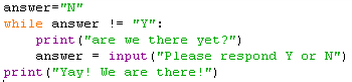 answer="N"
while answer != "Y":
    print("are we there yet?")
    answer = input("Please respond Y or N")
print("Yay! We are there!")